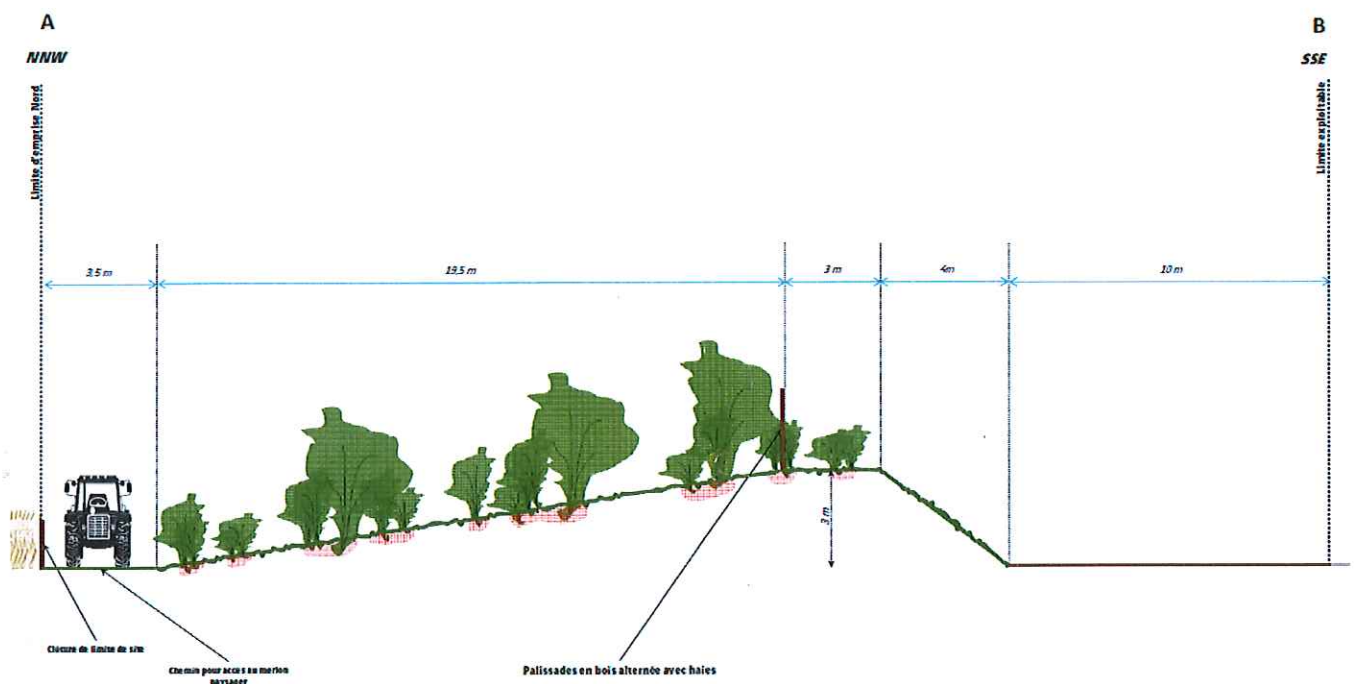 A
B
NNW
SSE
Limite d'emprise Nord
Limite exploitable
3,5 m
19,5 m
3 m
4m
10 m
3 m
Clôture de limite de site
Chemin pour accès au merlon
paysager
Palissades en bois alternée avec haies